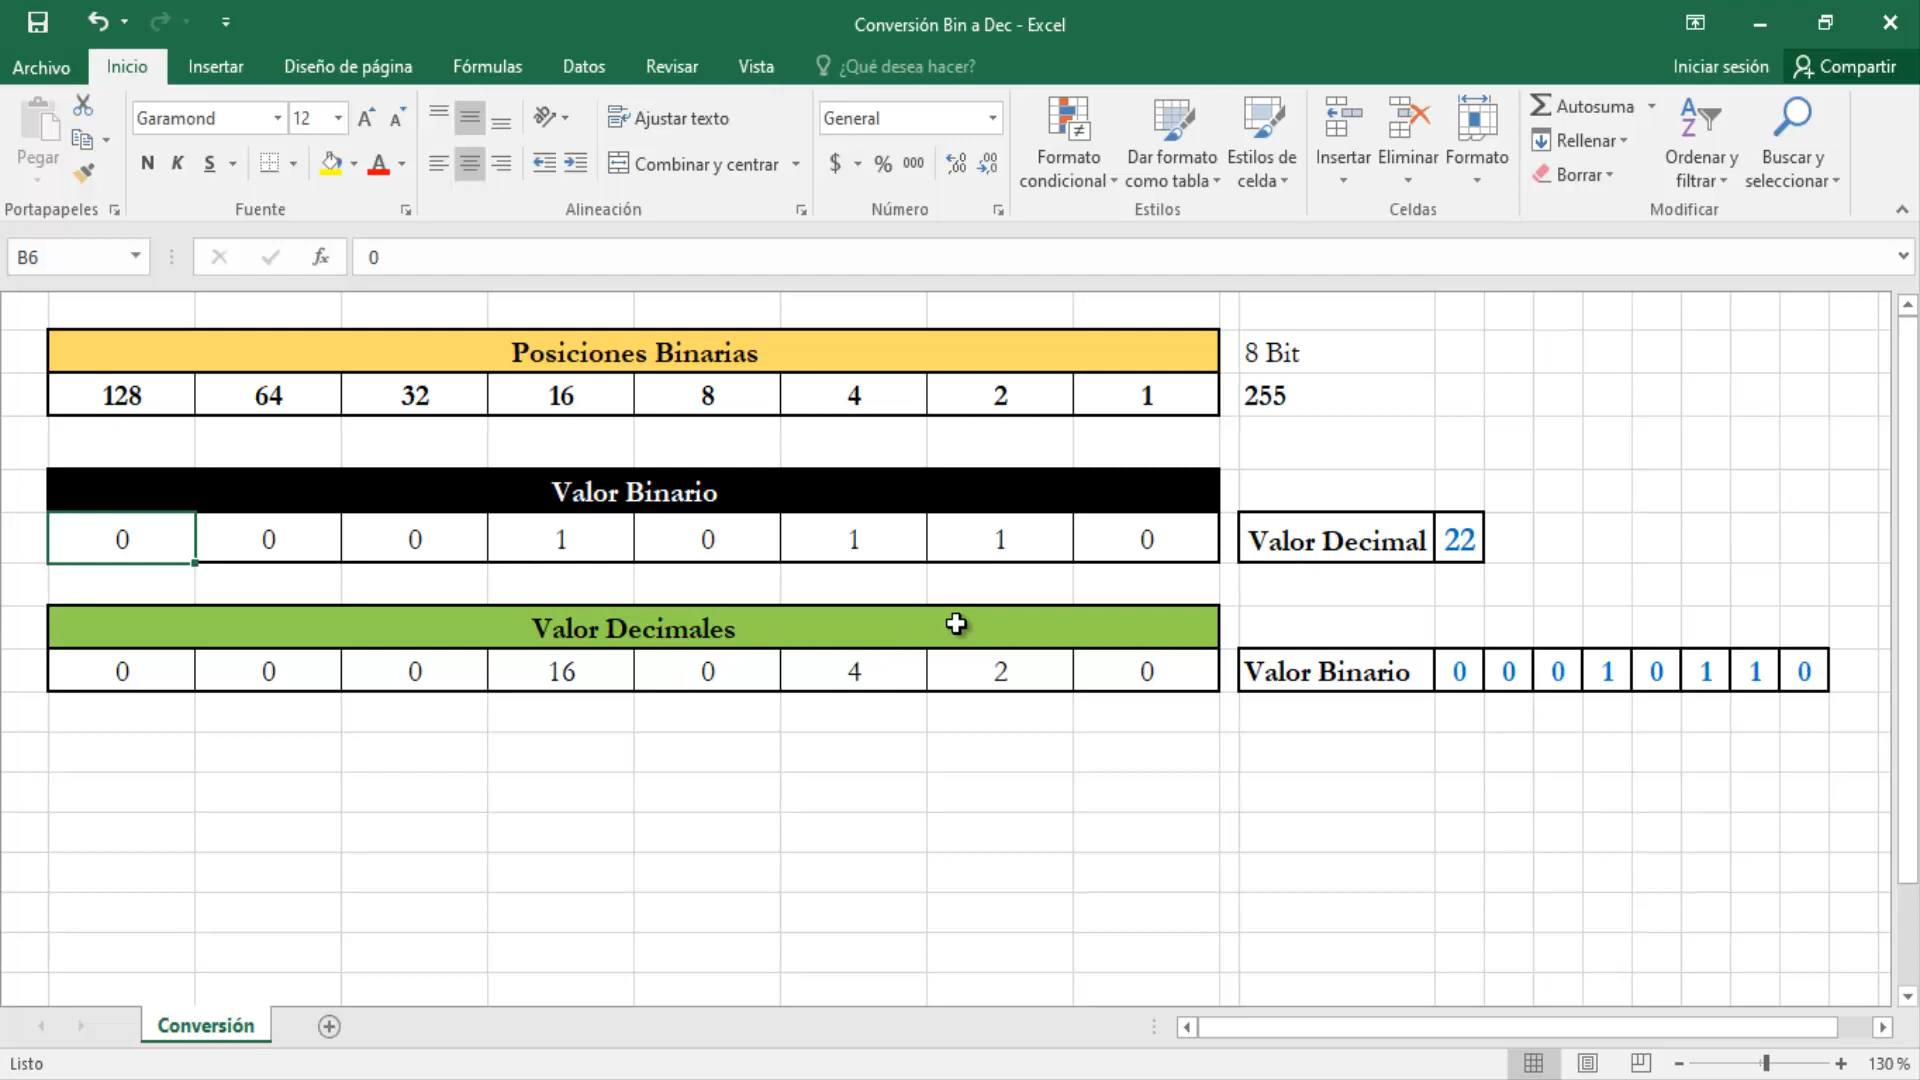 Conversión Bin a Dec - Excel
Archivo Inicio Insertar Diseño de página Fórmulas Datos Revisar Vista ¿Qué desea hacer? Iniciar sesión Compartir
Pegar
Portapapeles
Garamond 12
N K S
Fuente
Ajustar texto
Combinar y centrar
Alineación
General
$ % 000
Número
Formato condicional
Dar formato como tabla
Estilos de celda
Estilos
Insertar Eliminar Formato
Celdas
Autosuma
Rellenar
Borrar
Ordenar y filtrar
Buscar y seleccionar
Modificar
B6 fx 0
Posiciones Binarias 8 Bit
128 64 32 16 8 4 2 1 255
Valor Binario
0 0 0 1 0 1 1 0 Valor Decimal 22
Valor Decimales
0 0 0 16 0 4 2 0 Valor Binario 0 0 0 1 0 1 1 0
Conversión
Listo 130 %